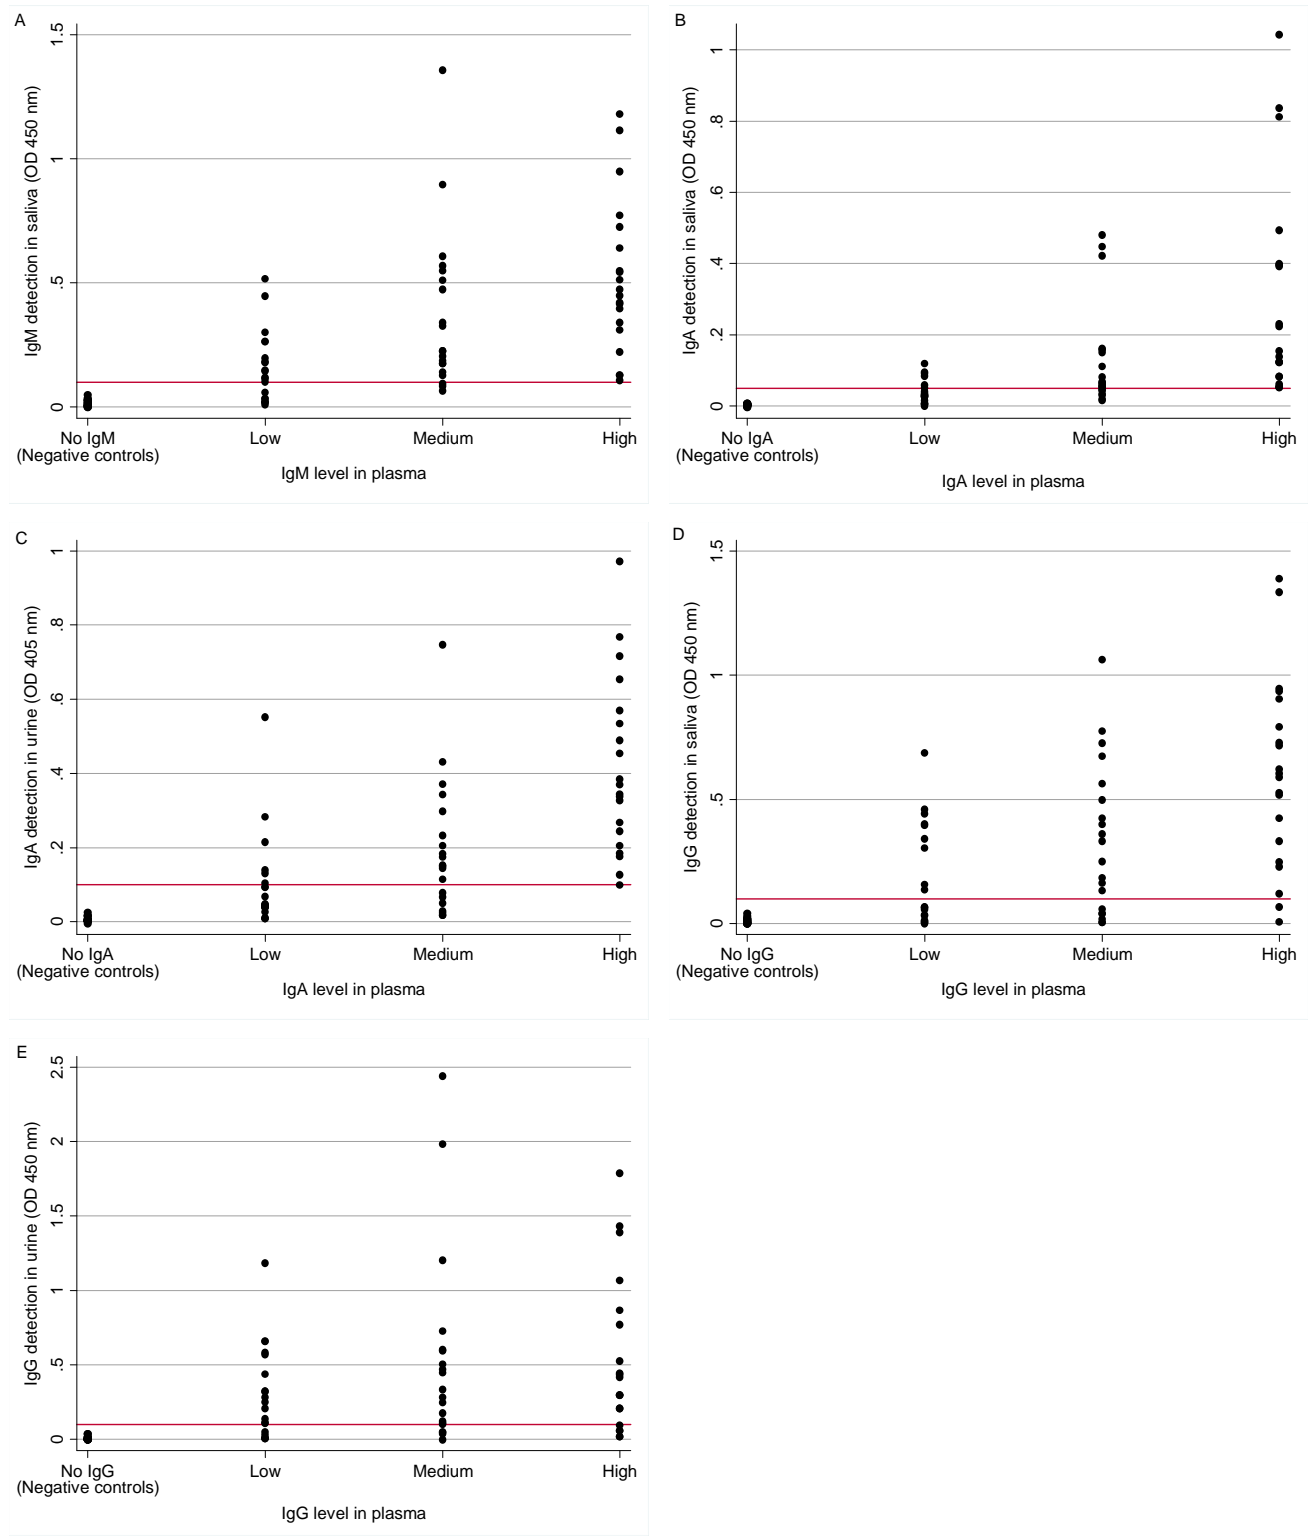 A
IgM detection in saliva (OD 450 nm)
1.5
1
.5
0
No IgM
(Negative controls)
Low
Medium
High
IgM level in plasma
B
IgA detection in saliva (OD 450 nm)
1
.8
.6
.4
.2
0
No IgA
(Negative controls)
Low
Medium
High
IgA level in plasma
C
IgA detection in urine (OD 405 nm)
1
.8
.6
.4
.2
0
No IgA
(Negative controls)
Low
Medium
High
IgA level in plasma
D
IgG detection in saliva (OD 450 nm)
1.5
1
.5
0
No IgG
(Negative controls)
Low
Medium
High
IgG level in plasma
E
IgG detection in urine (OD 450 nm)
2.5
2
1.5
1
.5
0
No IgG
(Negative controls)
Low
Medium
High
IgG level in plasma